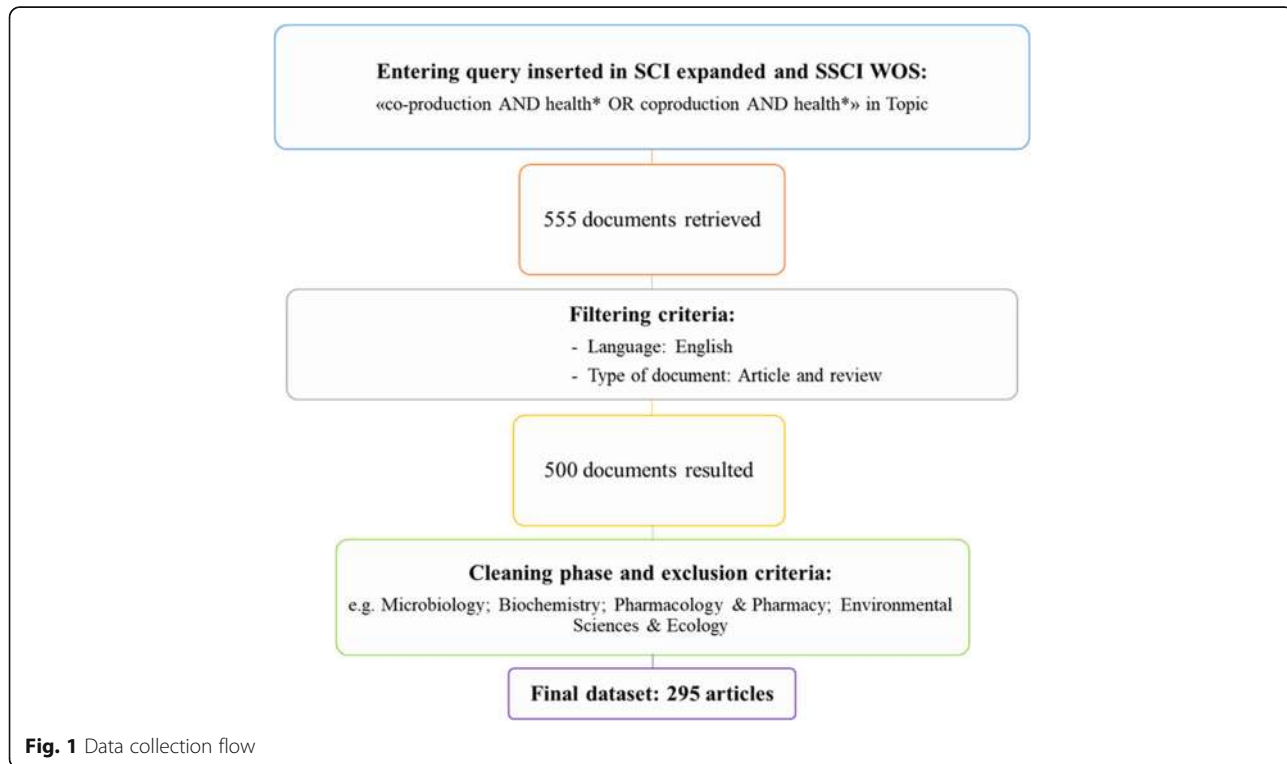 Entering query inserted in SCI expanded and SSCI WOS:
«co-production AND health* OR coproduction AND health*» in Topic
555 documents retrieved
Filtering criteria:
- Language: English
- Type of document: Article and review
500 documents resulted
Cleaning phase and exclusion criteria:
e.g. Microbiology; Biochemistry; Pharmacology & Pharmacy; Environmental
Sciences & Ecology
Final dataset: 295 articles
Fig. 1 Data collection flow